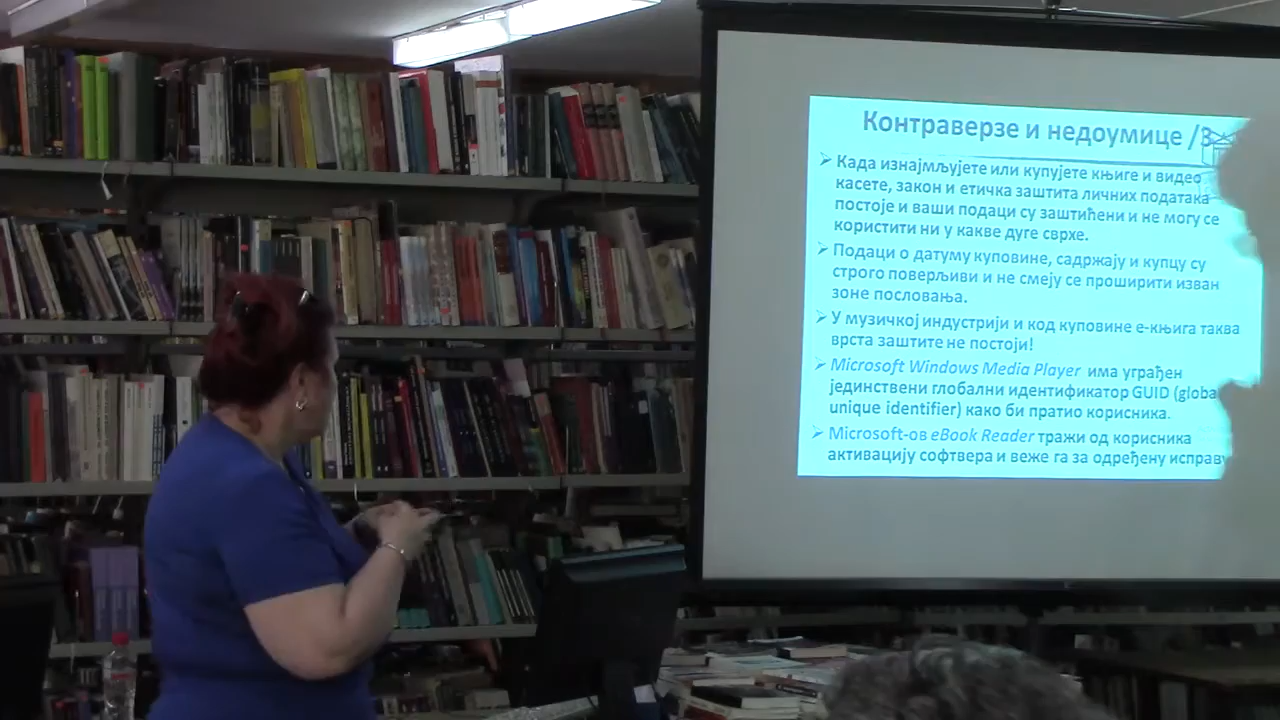 Контраверзе и недоумице /3
Када изнајмљујете или купујете књиге и видео
касете, закон и етичка заштита личних података
постоје и ваши подаци су заштићени и не могу се
користити ни у какве дуге сврхе.
Подаци о датуму куповине, садржају и купцу су
строго поверљиви и не смеју се проширити изван
зоне пословања.
У музичкој индустрији и код куповине е-књига таква
врста заштите не постоји!
Microsoft Windows Media Player има уграђен
јединствени глобални идентификатор GUID (globa
unique identifier) како би пратио корисника.
Microsoft-ов eBook Reader тражи од корисника
активацију софтвера и веже га за одређену исправ